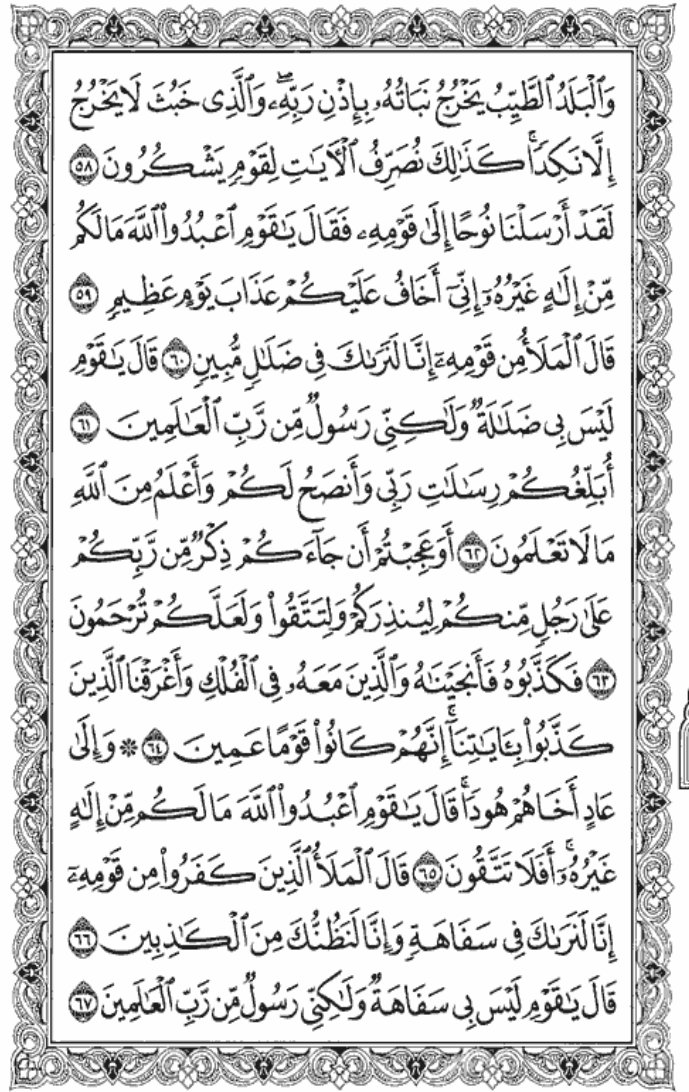 وَٱلۡبَلَدُ ٱلطَّيِّبُ يَخۡرُجُ نَبَاتُهُۥ بِإِذۡنِ رَبِّهِۦۖ وَٱلَّذِي خَبُثَ لَا يَخۡرُجُ
إِلَّا نَكِدٗاۚ كَذَٰلِكَ نُصَرِّفُ ٱلۡأٓيَٰتِ لِقَوۡمٖ يَشۡكُرُونَ ٥٨
لَقَدۡ أَرۡسَلۡنَا نُوحًا إِلَىٰ قَوۡمِهِۦ فَقَالَ يَٰقَوۡمِ ٱعۡبُدُواْ ٱللَّهَ مَا لَكُم
مِّنۡ إِلَٰهٍ غَيۡرُهُۥٓ إِنِّيٓ أَخَافُ عَلَيۡكُمۡ عَذَابَ يَوۡمٍ عَظِيمٖ ٥٩
قَالَ ٱلۡمَلَأُ مِن قَوۡمِهِۦٓ إِنَّا لَنَرَىٰكَ فِي ضَلَٰلٖ مُّبِينٖ ٦٠ قَالَ يَٰقَوۡمِ
لَيۡسَ بِي ضَلَٰلَةٞ وَلَٰكِنِّي رَسُولٞ مِّن رَّبِّ ٱلۡعَٰلَمِينَ ٦١
أُبَلِّغُكُمۡ رِسَٰلَٰتِ رَبِّي وَأَنصَحُ لَكُمۡ وَأَعۡلَمُ مِنَ ٱللَّهِ
مَا لَا تَعۡلَمُونَ ٦٢ أَوَعَجِبۡتُمۡ أَن جَآءَكُمۡ ذِكۡرٞ مِّن رَّبِّكُمۡ
عَلَىٰ رَجُلٖ مِّنكُمۡ لِيُنذِرَكُمۡ وَلِتَتَّقُواْ وَلَعَلَّكُمۡ تُرۡحَمُونَ
٦٣ فَكَذَّبُوهُ فَأَنجَيۡنَٰهُ وَٱلَّذِينَ مَعَهُۥ فِي ٱلۡفُلۡكِ وَأَغۡرَقۡنَا ٱلَّذِينَ
كَذَّبُواْ بِـَٔايَٰتِنَآۚ إِنَّهُمۡ كَانُواْ قَوۡمًا عَمِينَ ٦٤ ۞ وَإِلَىٰ
عَادٍ أَخَاهُمۡ هُودٗاۚ قَالَ يَٰقَوۡمِ ٱعۡبُدُواْ ٱللَّهَ مَا لَكُم مِّنۡ إِلَٰهٍ
غَيۡرُهُۥٓۚ أَفَلَا تَتَّقُونَ ٦٥ قَالَ ٱلۡمَلَأُ ٱلَّذِينَ كَفَرُواْ مِن قَوۡمِهِۦٓ
إِنَّا لَنَرَىٰكَ فِي سَفَاهَةٖ وَإِنَّا لَنَظُنُّكَ مِنَ ٱلۡكَٰذِبِينَ ٦٦
قَالَ يَٰقَوۡمِ لَيۡسَ بِي سَفَاهَةٞ وَلَٰكِنِّي رَسُولٞ مِّن رَّبِّ ٱلۡعَٰلَمِينَ ٦٧